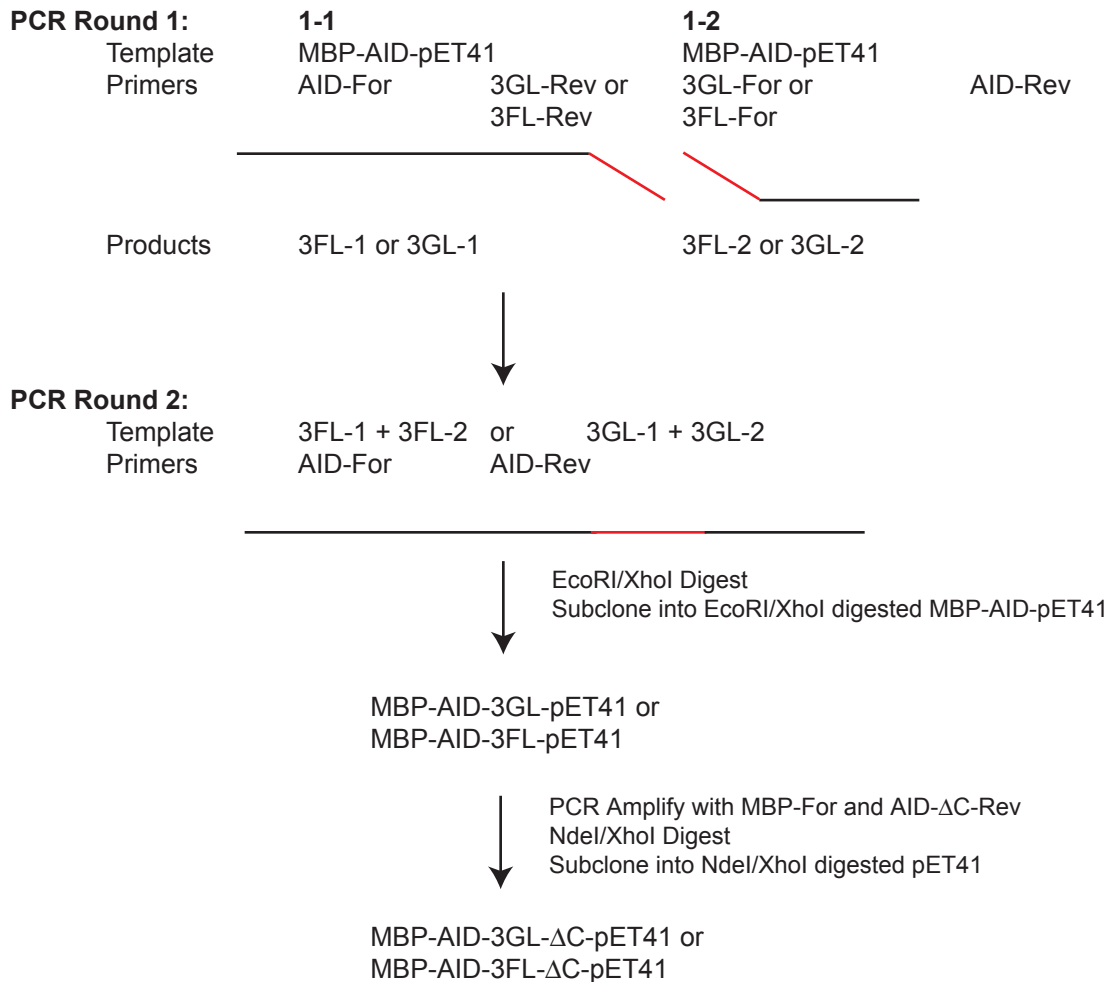 PCR Round 1: 1-1 1-2
Template MBP-AID-pET41 MBP-AID-pET41
Primers AID-For 3GL-Rev or 3GL-For or AID-Rev
3FL-Rev 3FL-For
Products 3FL-1 or 3GL-1 3FL-2 or 3GL-2
PCR Round 2:
Template 3FL-1 + 3FL-2 or 3GL-1 + 3GL-2
Primers AID-For AID-Rev
EcoRI/XhoI Digest
Subclone into EcoRI/XhoI digested MBP-AID-pET41
MBP-AID-3GL-pET41 or
MBP-AID-3FL-pET41
PCR Amplify with MBP-For and AID-ΔC-Rev
NdeI/XhoI Digest
Subclone into NdeI/XhoI digested pET41
MBP-AID-3GL-ΔC-pET41 or
MBP-AID-3FL-ΔC-pET41